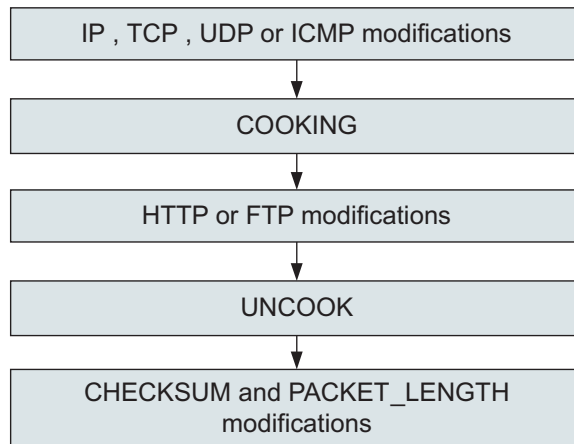 IP , TCP , UDP or ICMP modifications
COOKING
HTTP or FTP modifications
UNCOOK
CHECKSUM and PACKET_LENGTH
modifications